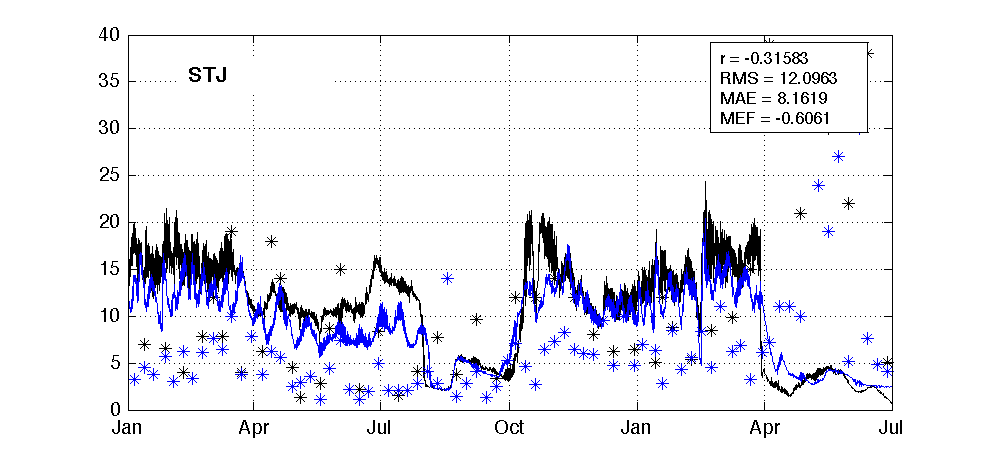 40
35
30
25
20
15
10
5
0
STJ
r = -0.31583
RMS = 12.0963
MAE = 8.1619
MEF = -0.6061
Jan Apr Jul Oct Jan Apr Jul